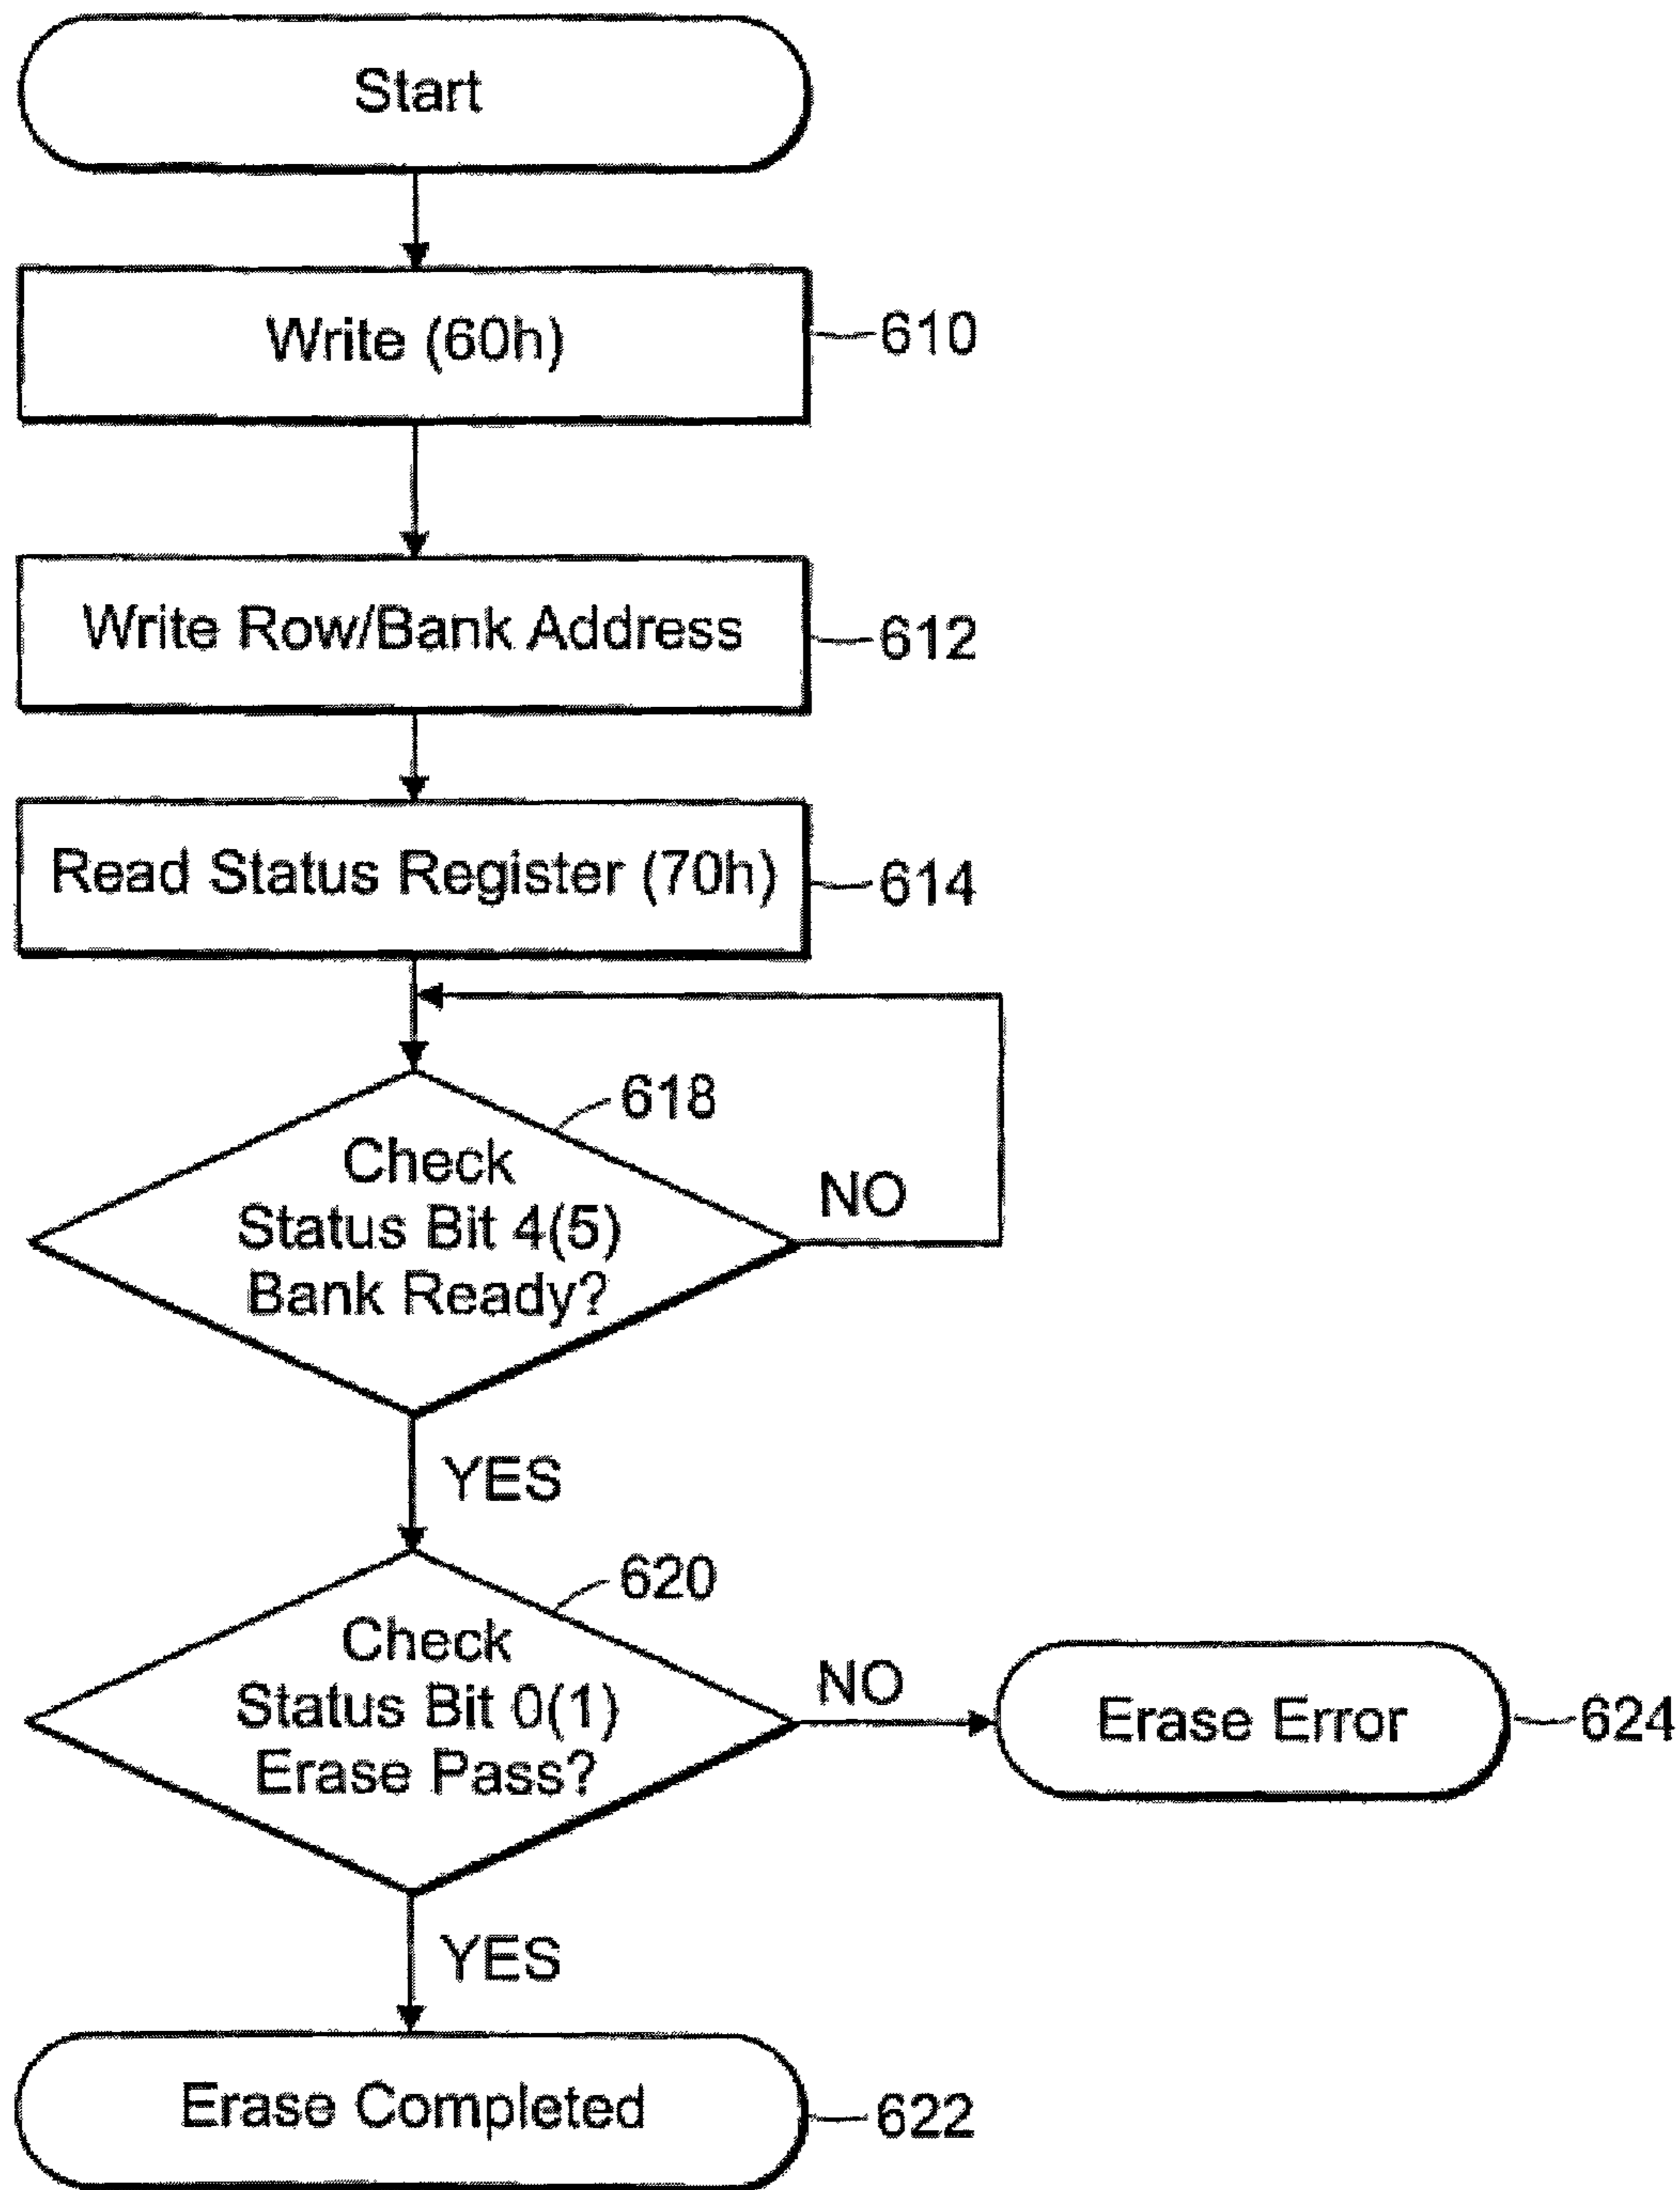 Start
Write (60h)
610
Write Row/Bank Address
612
Read Status Register (70h)
614
618
Check
Status Bit 4(5)
Bank Ready?
NO
YES
620
Check
Status Bit 0(1)
Erase Pass?
NO
Erase Error
624
YES
Erase Completed
622